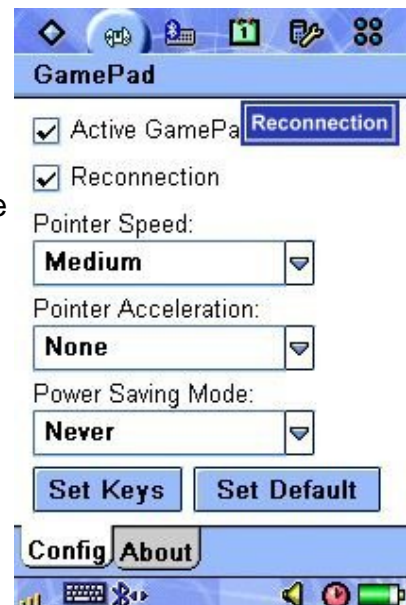 1
GamePad
Active GamePa
Reconnection
Reconnection
e
Pointer Speed:
Medium
Pointer Acceleration:
None
Power Saving Mode:
Never
Set Keys Set Default
Config About